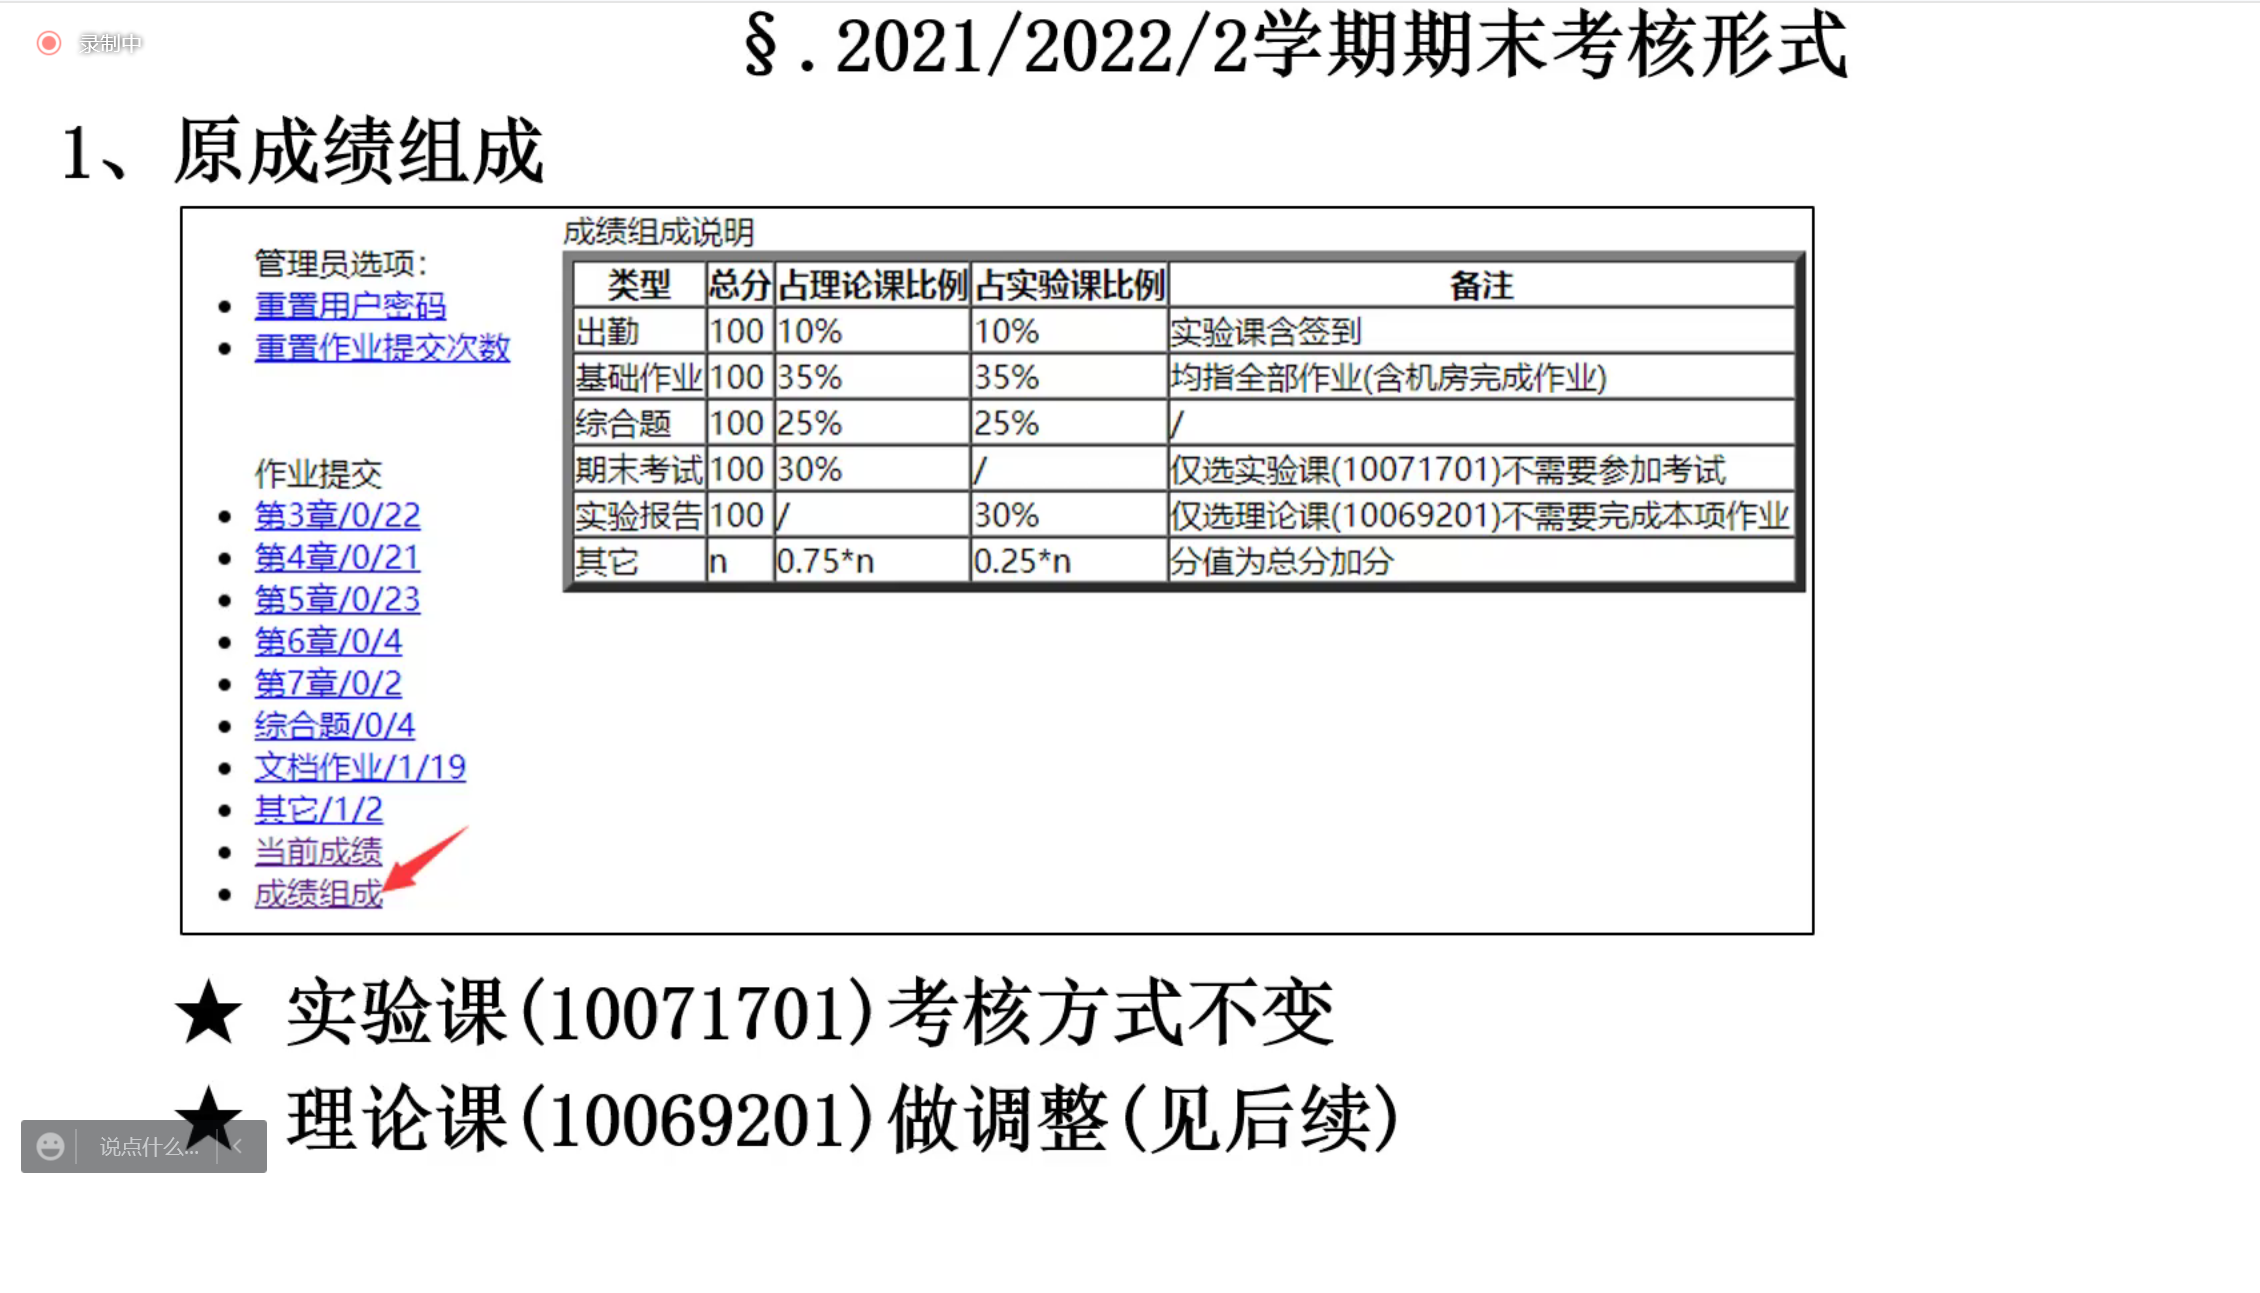 录制中
§.2021/2022/2学期期末考核形式
1、原成绩组成
管理员选项：
重置用户密码
重置作业提交次数
作业提交
第3章/0/22
第4章/0/21
第5章/0/23
第6章/0/4
第7章/0/2
综合题/0/4
文档作业/1/19
其它/1/2
当前成绩
成绩组成
成绩组成说明
类型 总分 占理论课比例 占实验课比例 备注
出勤 100 10% 10% 实验课含签到
基础作业 100 35% 35% 均指全部作业(含机房完成作业)
综合题 100 25% 25% /
期末考试 100 30% / 仅选实验课(10071701)不需要参加考试
实验报告 100 / 30% 仅选理论课(10069201)不需要完成本项作业
其它 n 0.75*n 0.25*n 分值为总分加分
★ 实验课(10071701)考核方式不变
★ 理论课(10069201)做调整(见后续)
说点什么...